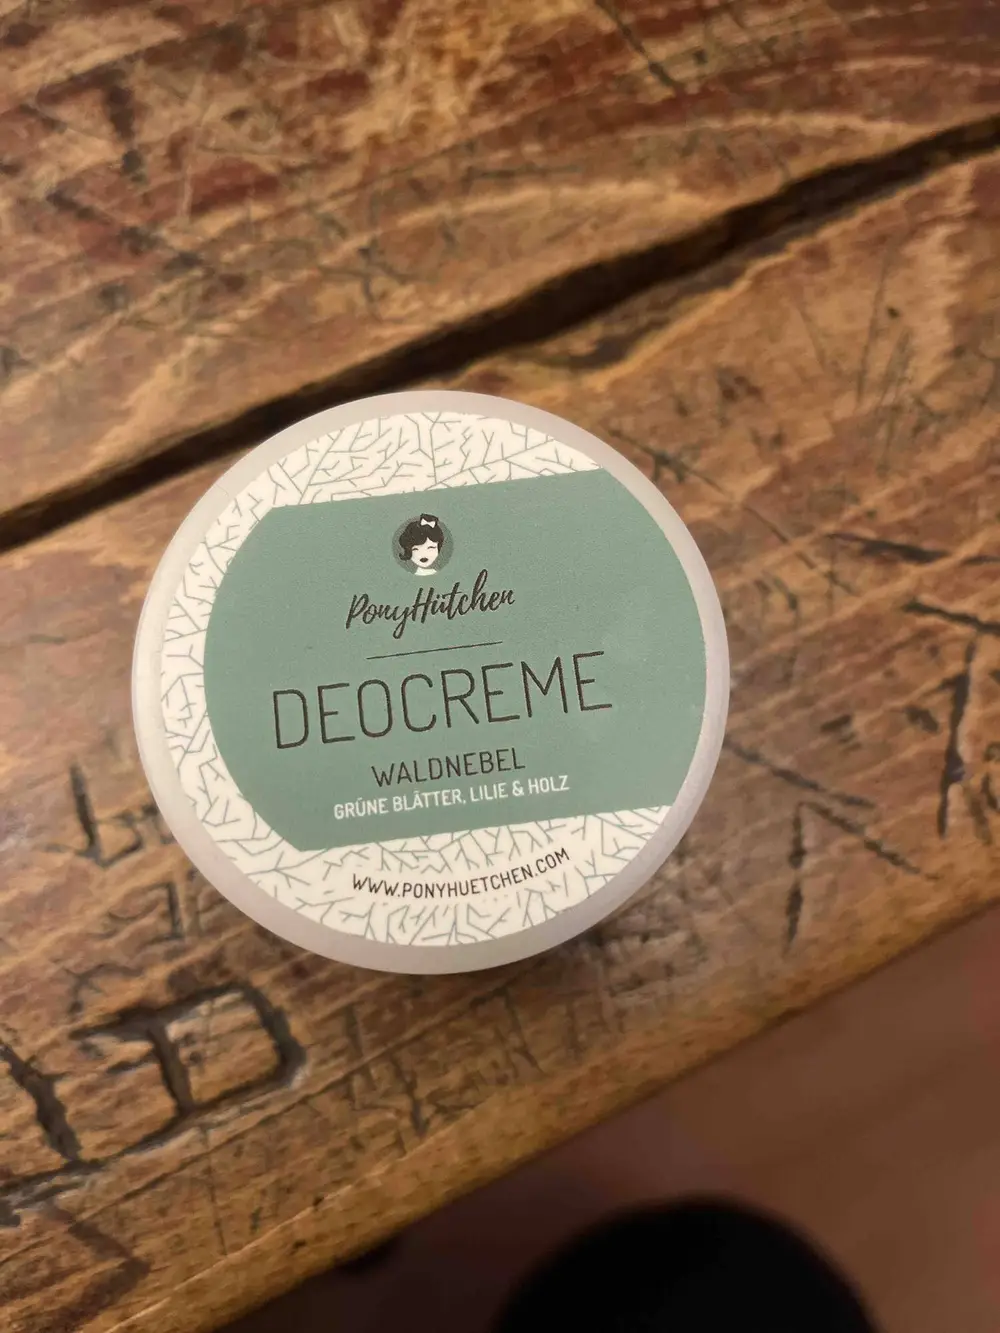 PonyHütchen
DEOCREME
WALDNEBEL
GRÜNE BLÄTTER, LILIE & HOLZ
WWW.PONYHUETCHEN.COM